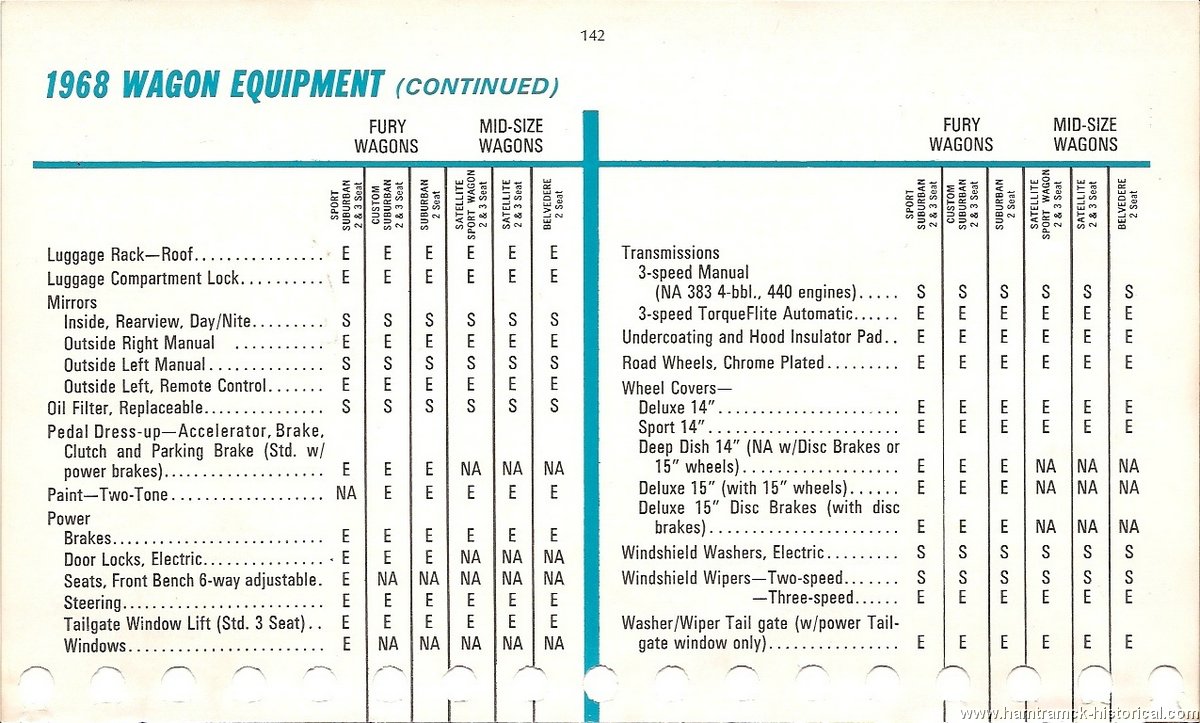 142
1968 WAGON EQUIPMENT (CONTINUED)
FURY WAGONS MID-SIZE WAGONS
SPORT SUBURBAN 2 & 3 Seat
CUSTOM SUBURBAN 2 & 3 Seat
SUBURBAN 2 Seat
SATELLITE SPORT WAGON 2 & 3 Seat
SATELLITE 2 & 3 Seat
BELVEDERE 2 Seat
Luggage Rack—Roof................ E E E E E E
Luggage Compartment Lock.......... E E E E E E
Mirrors
Inside, Rearview, Day/Nite......... S S S S S S
Outside Right Manual ........... E E E E E E
Outside Left Manual.............. S S S S S S
Outside Left, Remote Control....... E E E E E E
Oil Filter, Replaceable............... S S S S S S
Pedal Dress-up—Accelerator, Brake,
Clutch and Parking Brake (Std. w/
power brakes).................... E E E NA NA NA
Paint—Two-Tone................... NA E E E E E
Power
Brakes.......................... E E E E E E
Door Locks, Electric............... E E E NA NA NA
Seats, Front Bench 6-way adjustable. E NA NA NA NA NA
Steering......................... E E E E E E
Tailgate Window Lift (Std. 3 Seat).. E E E E E E
Windows........................ E NA NA NA NA NA
FURY WAGONS MID-SIZE WAGONS
SPORT SUBURBAN 2 & 3 Seat
CUSTOM SUBURBAN 2 & 3 Seat
SUBURBAN 2 Seat
SATELLITE SPORT WAGON 2 & 3 Seat
SATELLITE 2 & 3 Seat
BELVEDERE 2 Seat
Transmissions
3-speed Manual
(NA 383 4-bbl., 440 engines)..... S S S S S S
3-speed TorqueFlite Automatic...... E E E E E E
Undercoating and Hood Insulator Pad.. E E E E E E
Road Wheels, Chrome Plated......... E E E E E E
Wheel Covers—
Deluxe 14″...................... E E E E E E
Sport 14″........................ E E E E E E
Deep Dish 14″ (NA w/Disc Brakes or
15″ wheels)................... E E E NA NA NA
Deluxe 15″ (with 15″ wheels)...... E E E NA NA NA
Deluxe 15″ Disc Brakes (with disc
brakes)....................... E E E NA NA NA
Windshield Washers, Electric......... S S S S S S
Windshield Wipers—Two-speed....... S S S S S S
—Three-speed...... E E E E E E
Washer/Wiper Tail gate (w/power Tail-
gate window only)................ E E E E E E
www.hamtramck-historical.com